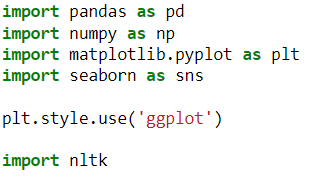 import pandas as pd
import numpy as np
import matplotlib.pyplot as plt
import seaborn as sns
plt.style.use('ggplot')
import nltk